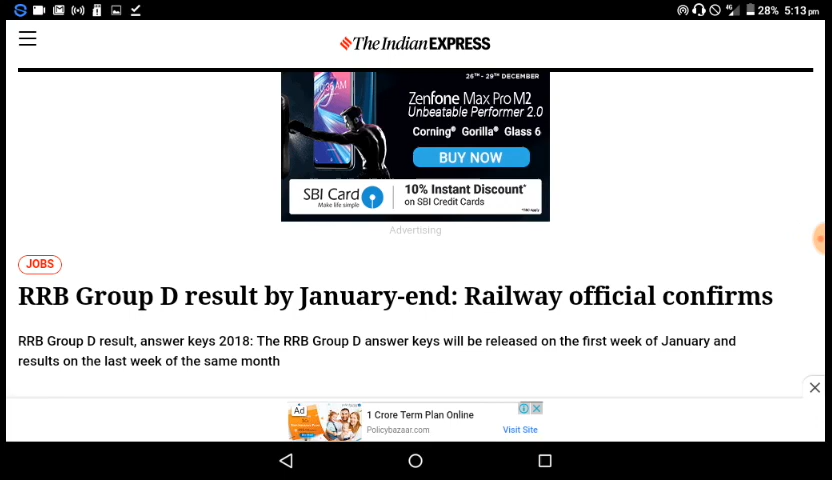 28% 5:13 pm
The Indian EXPRESS
26TH - 29TH DECEMBER
Zenfone Max Pro M2
Unbeatable Performer 2.0
Corning® Gorilla® Glass 6
BUY NOW
SBI Card
Make life simple
10% Instant Discount*
on SBI Credit Cards
Advertising
JOBS
RRB Group D result by January-end: Railway official confirms
RRB Group D result, answer keys 2018: The RRB Group D answer keys will be released on the first week of January and
results on the last week of the same month
Ad
1 Crore Term Plan Online
Policybazaar.com
Visit Site